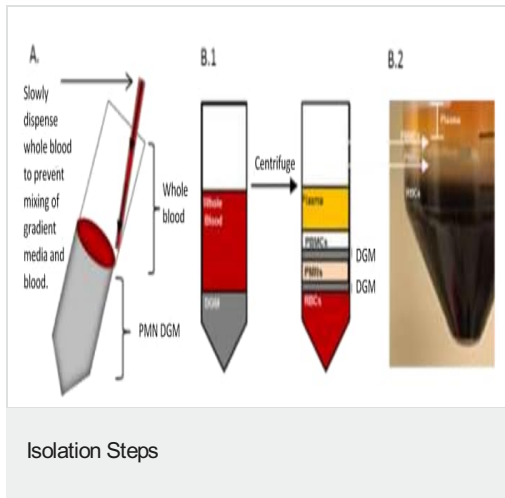 A.
Slowly
dispense
whole blood
to prevent
mixing of
gradient
media and
blood.
Whole
blood
PMN DGM
B.1
Whole
Blood
DGM
Centrifuge
Plasma
PBMCs
DGM
PMNs
DGM
RBCs
B.2
Plasma
RBCs
Isolation Steps